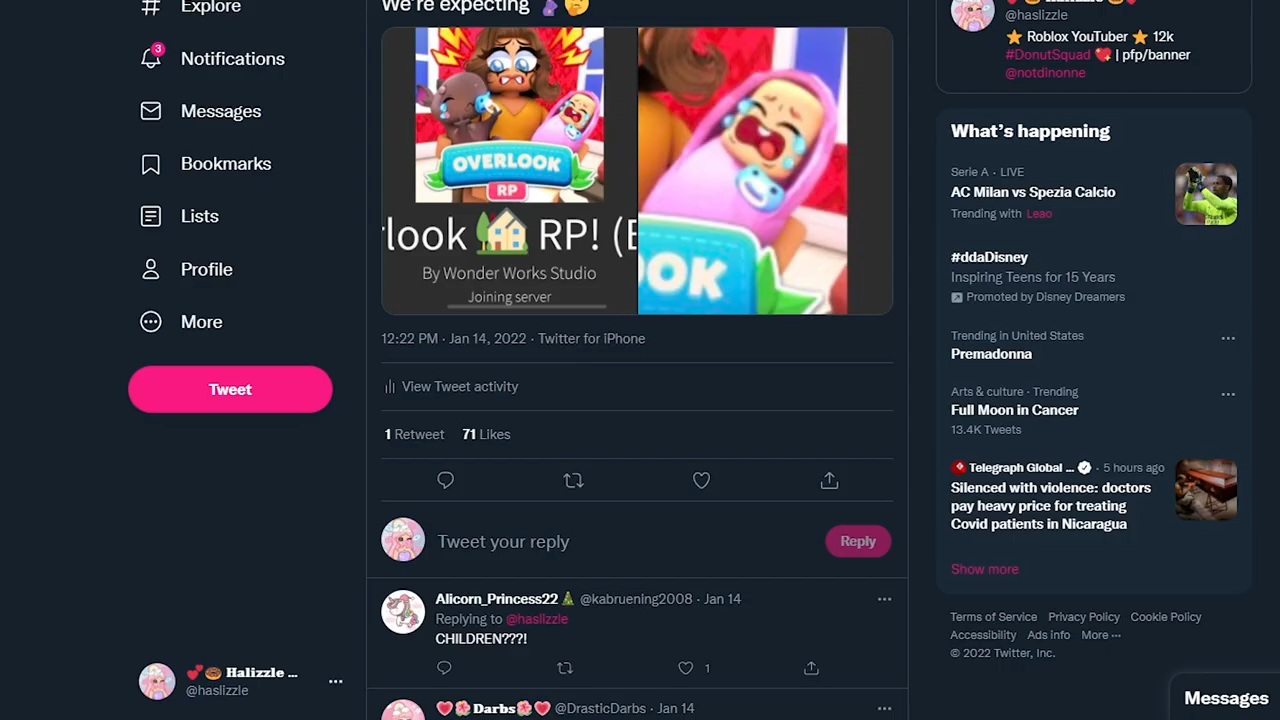 Explore
3
Notifications
Messages
Bookmarks
Lists
Profile
More
Tweet
💕🍩 Halizzle ...
@haslizzle
We're expecting 🤰🤔
OVERLOOK
RP
rlook 🏡 RP! (E
By Wonder Works Studio
Joining server
OOK
12:22 PM · Jan 14, 2022 · Twitter for iPhone
View Tweet activity
1 Retweet 71 Likes
Tweet your reply
Reply
Alicorn_Princess22🎄 @kabruening2008 · Jan 14
Replying to @haslizzle
CHILDREN???!
1
❤️🌺Darbs🌺❤️ @DrasticDarbs · Jan 14
@haslizzle
⭐ Roblox YouTuber ⭐ 12k
#DonutSquad 💖 | pfp/banner
@notdinonne
What's happening
Serie A · LIVE
AC Milan vs Spezia Calcio
Trending with Leao
#ddaDisney
Inspiring Teens for 15 Years
Promoted by Disney Dreamers
Trending in United States
Premadonna
Arts & culture · Trending
Full Moon in Cancer
13.4K Tweets
Telegraph Global ... · 5 hours ago
Silenced with violence: doctors
pay heavy price for treating
Covid patients in Nicaragua
Show more
Terms of Service Privacy Policy Cookie Policy
Accessibility Ads info More ···
© 2022 Twitter, Inc.
Messages